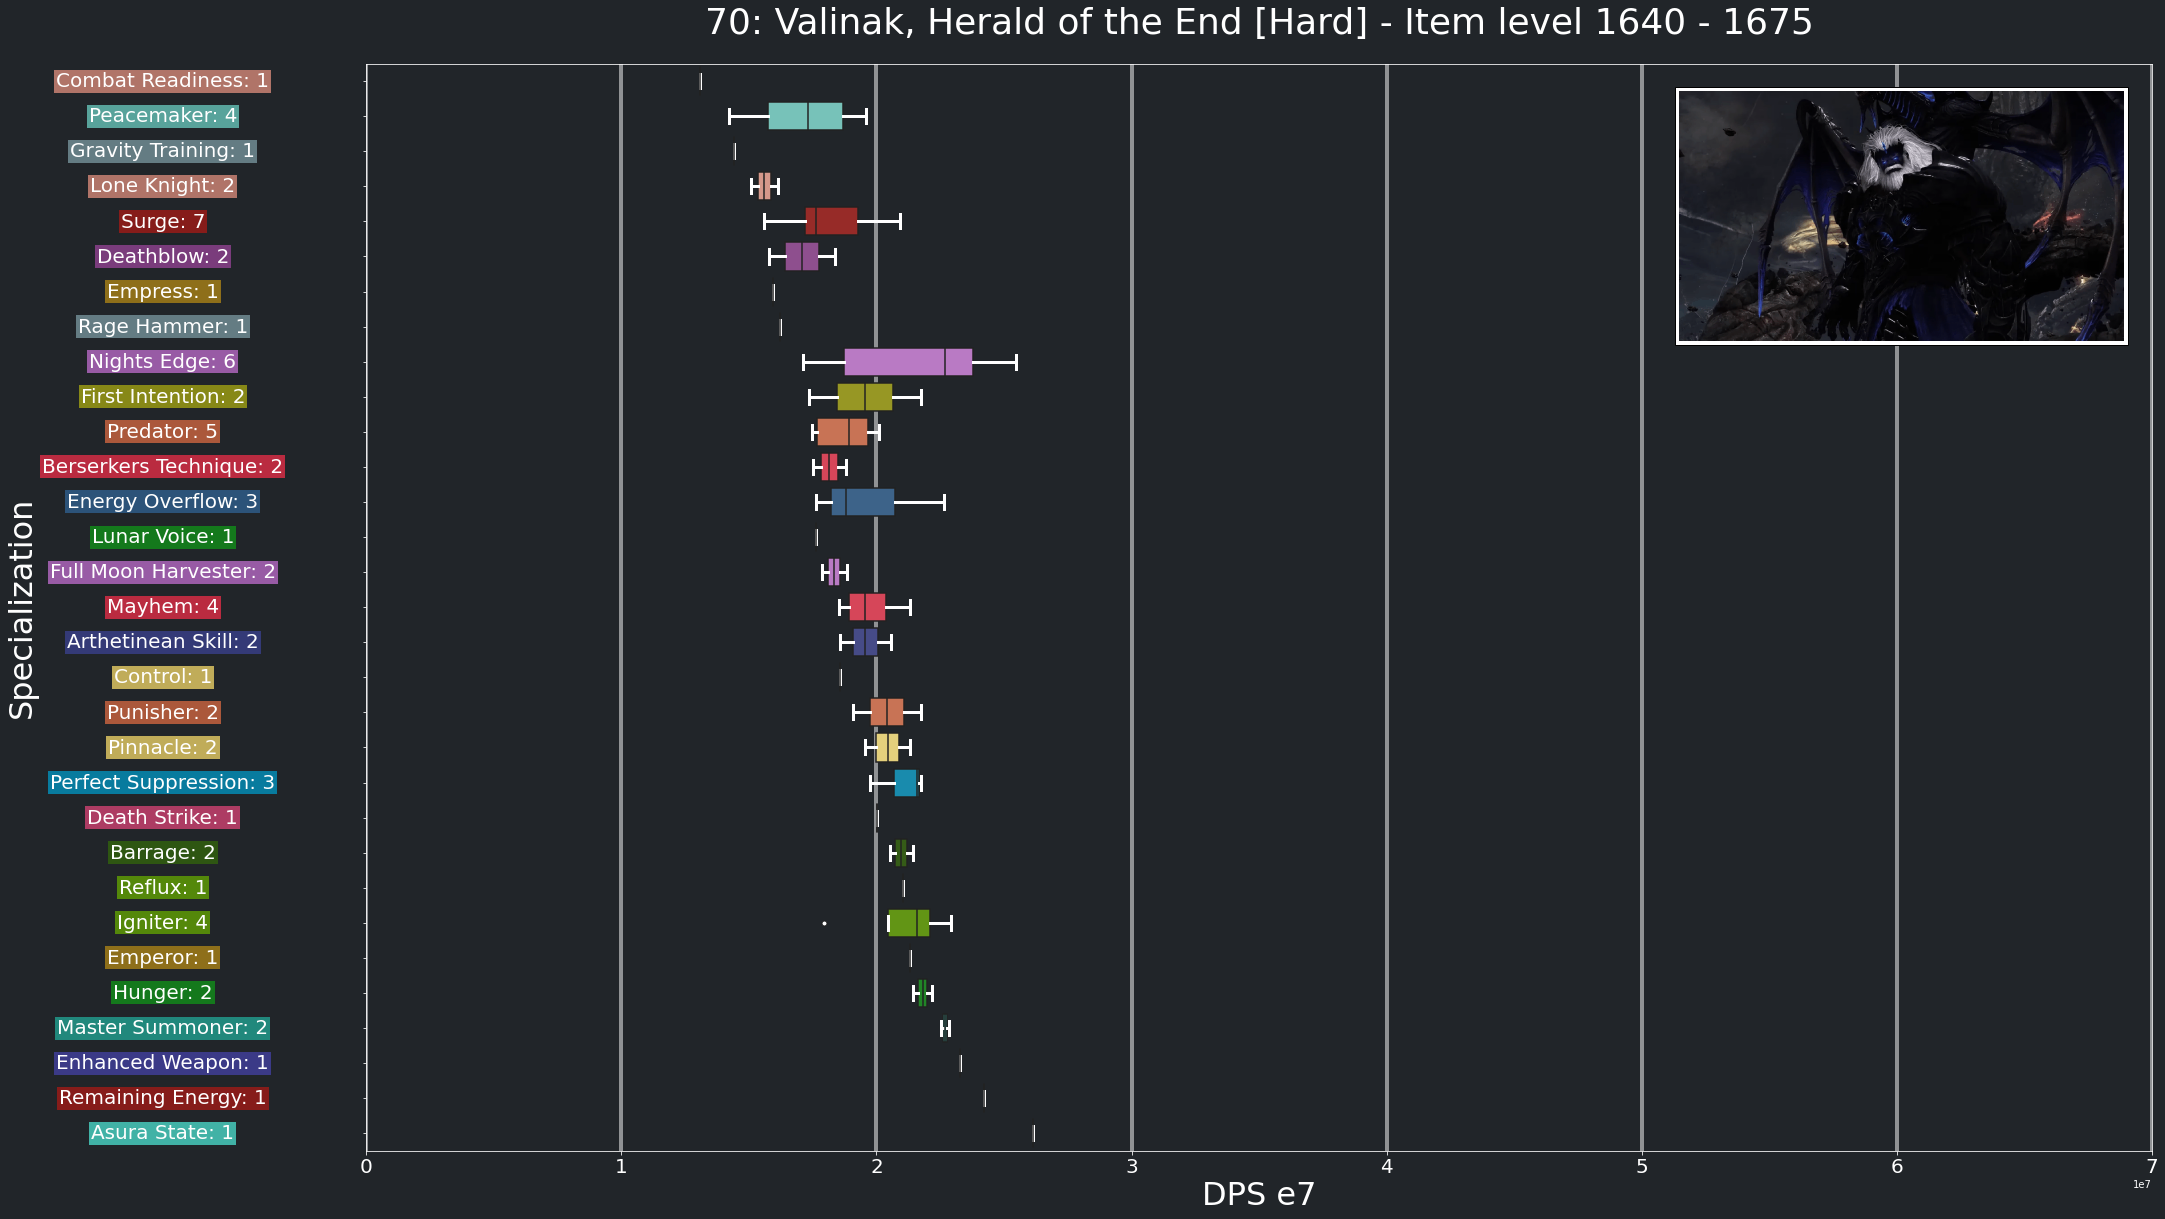 70: Valinak, Herald of the End [Hard] - Item level 1640 - 1675
Combat Readiness: 1
Peacemaker: 4
Gravity Training: 1
Lone Knight: 2
Surge: 7
Deathblow: 2
Empress: 1
Rage Hammer: 1
Nights Edge: 6
First Intention: 2
Predator: 5
Berserkers Technique: 2
Energy Overflow: 3
Lunar Voice: 1
Full Moon Harvester: 2
Mayhem: 4
Arthetinean Skill: 2
Control: 1
Punisher: 2
Pinnacle: 2
Perfect Suppression: 3
Death Strike: 1
Barrage: 2
Reflux: 1
Igniter: 4
Emperor: 1
Hunger: 2
Master Summoner: 2
Enhanced Weapon: 1
Remaining Energy: 1
Asura State: 1
Specialization
0 1 2 3 4 5 6 7
1e7
DPS e7